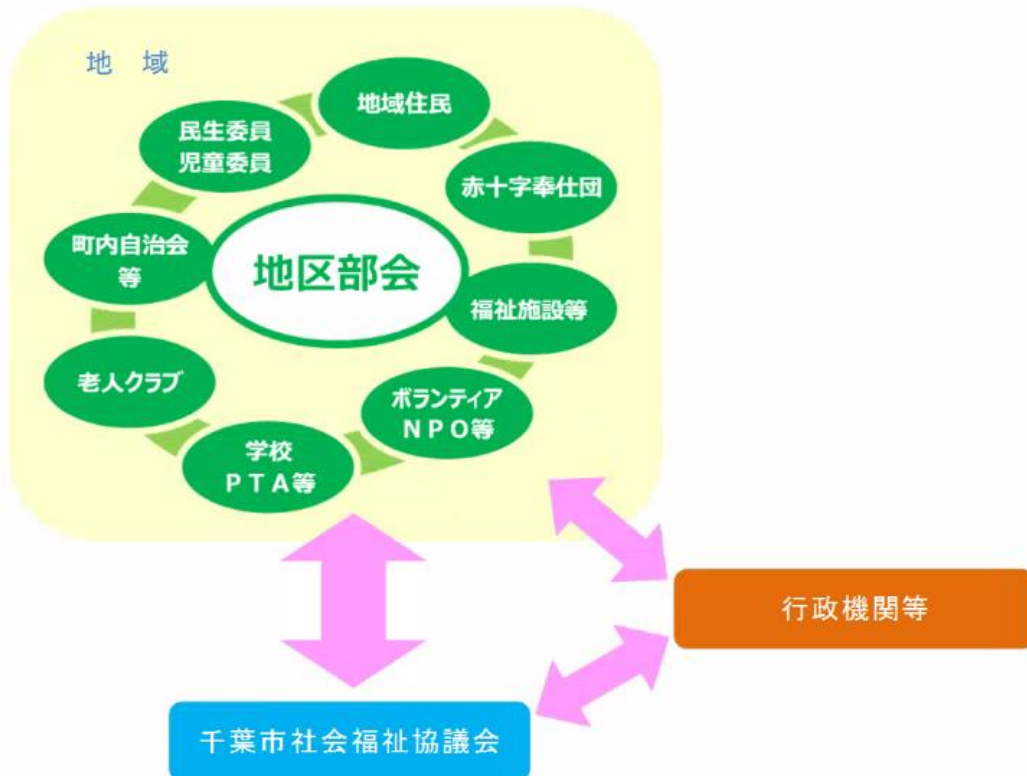 地 域
地域住民
民生委員
児童委員
赤十字奉仕団
町内自治会
等
地区部会
福祉施設等
老人クラブ
ボランティア
ＮＰＯ等
学校
ＰＴＡ等
行政機関等
千葉市社会福祉協議会